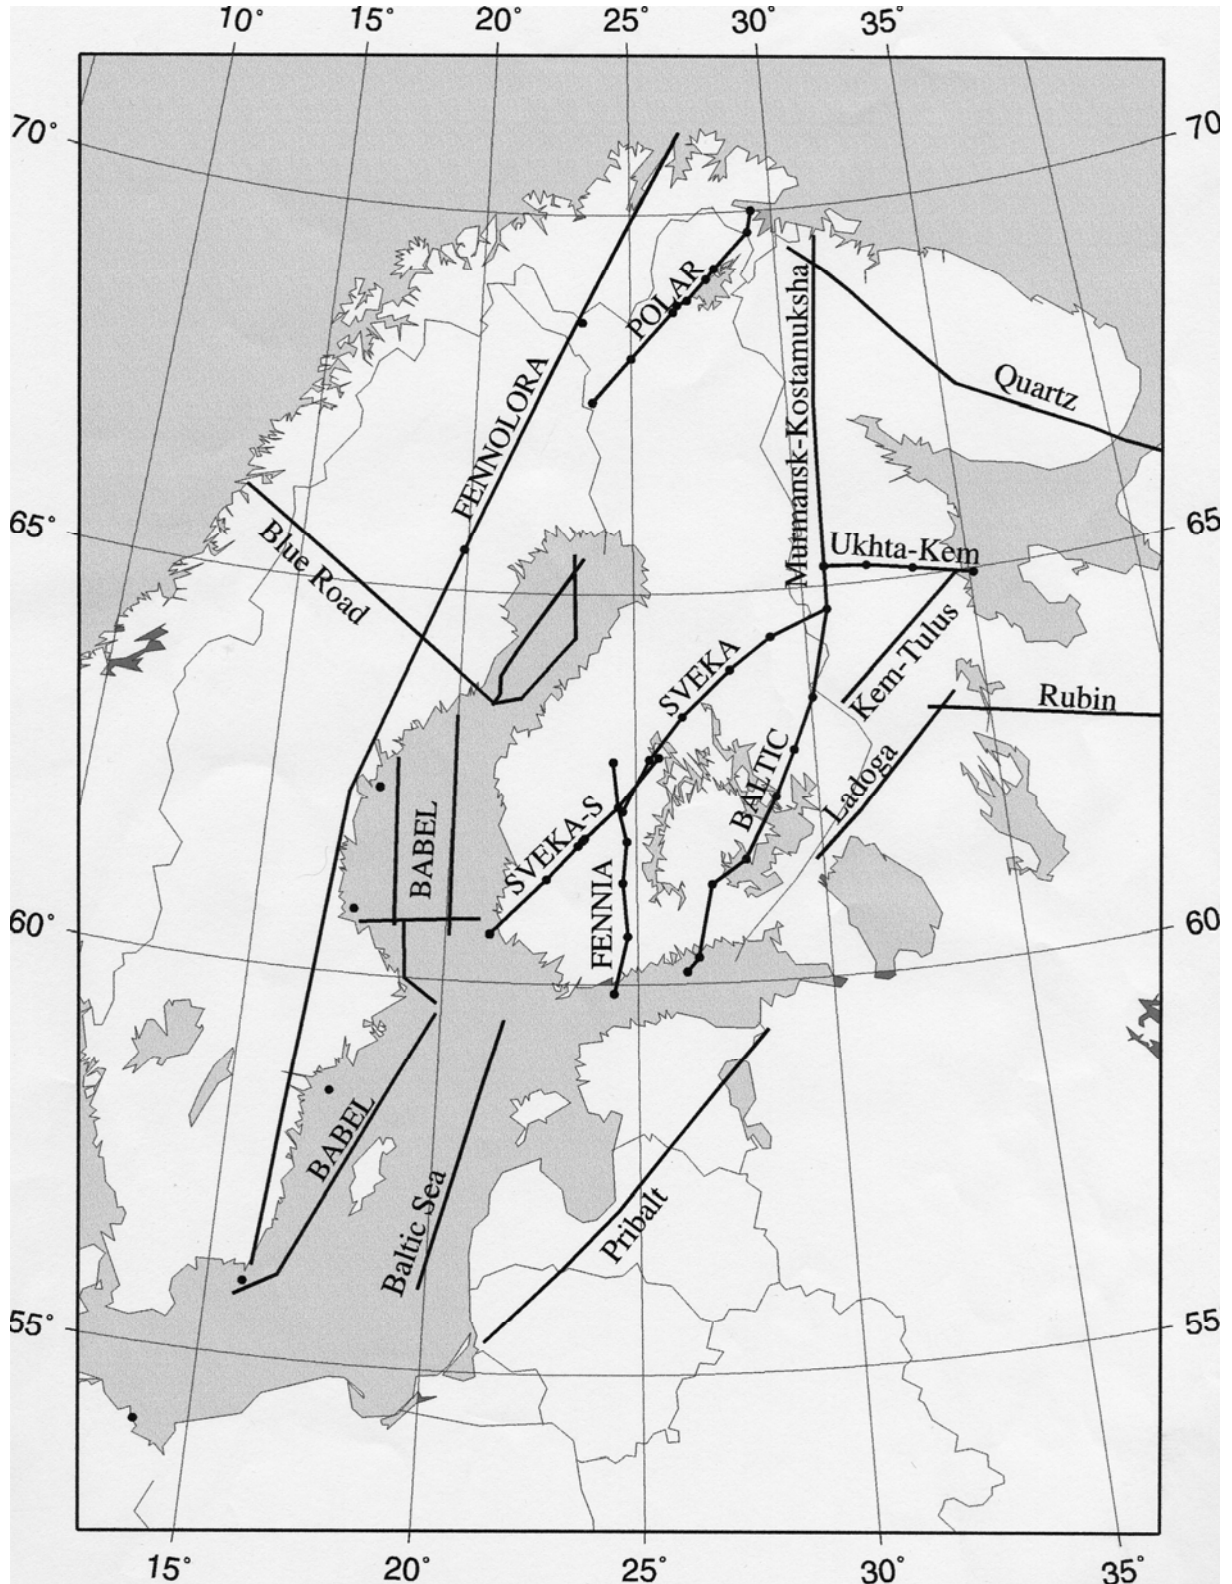 10° 15° 20° 25° 30° 35°
70° 70
POLAR
Murmansk-Kostamuksha
Quartz
FENNOLORA
65° 65
Blue Road
Ukhta-Kem
Kem-Tulus
SVEKA
Rubin
BALTIC
Ladoga
BABEL
SVEKA-S
FENNIA
60° 60
BABEL
Baltic Sea
Pribalt
55° 55
15° 20° 25° 30° 35°